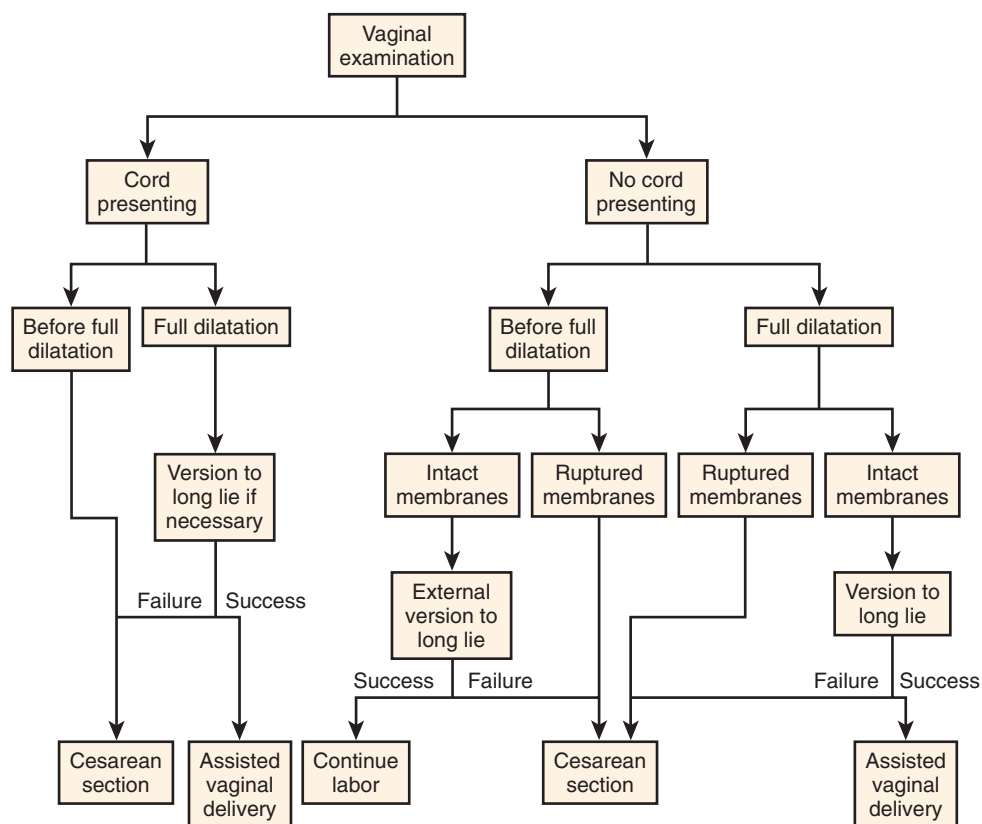 Vaginal
examination
Cord
presenting
No cord
presenting
Before full
dilatation
Full dilatation
Before full
dilatation
Full dilatation
Version to
long lie if
necessary
Intact
membranes
Ruptured
membranes
Ruptured
membranes
Intact
membranes
External
version to
long lie
Version to
long lie
Failure
Success
Success
Failure
Failure
Success
Cesarean
section
Assisted
vaginal
delivery
Continue
labor
Cesarean
section
Assisted
vaginal
delivery